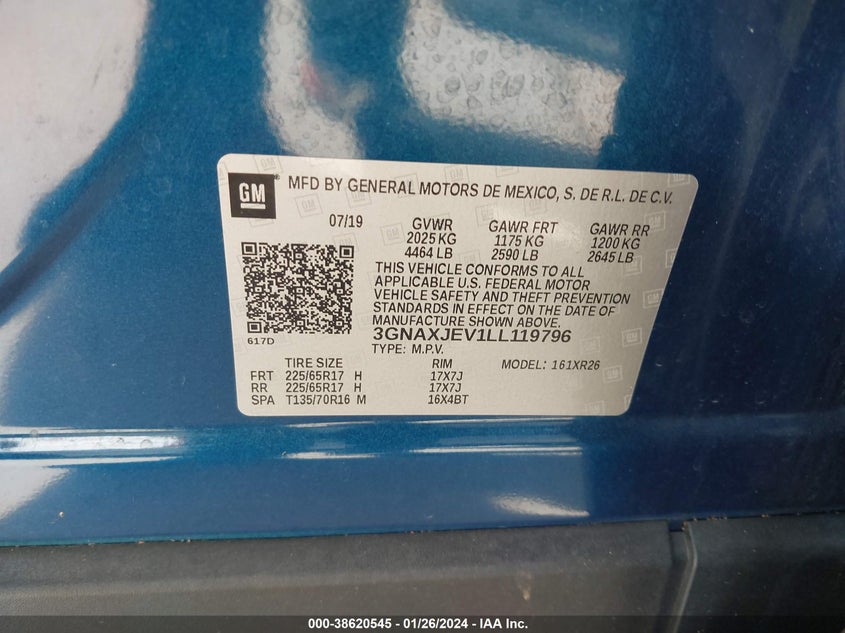 GM
MFD BY GENERAL MOTORS DE MEXICO, S. DE R.L. DE C.V.
07/19 GVWR GAWR FRT GAWR RR
2025 KG 1175 KG 1200 KG
4464 LB 2590 LB 2645 LB
THIS VEHICLE CONFORMS TO ALL
APPLICABLE U.S. FEDERAL MOTOR
VEHICLE SAFETY AND THEFT PREVENTION
STANDARDS IN EFFECT ON THE DATE OF
MANUFACTURE SHOWN ABOVE.
3GNAXJEV1LL119796
617D
TYPE: M.P.V. MODEL: 161XR26
TIRE SIZE RIM
FRT 225/65R17 H 17X7J
RR 225/65R17 H 17X7J
SPA T135/70R16 M 16X4BT
000-38620545 - 01/26/2024 - IAA Inc.